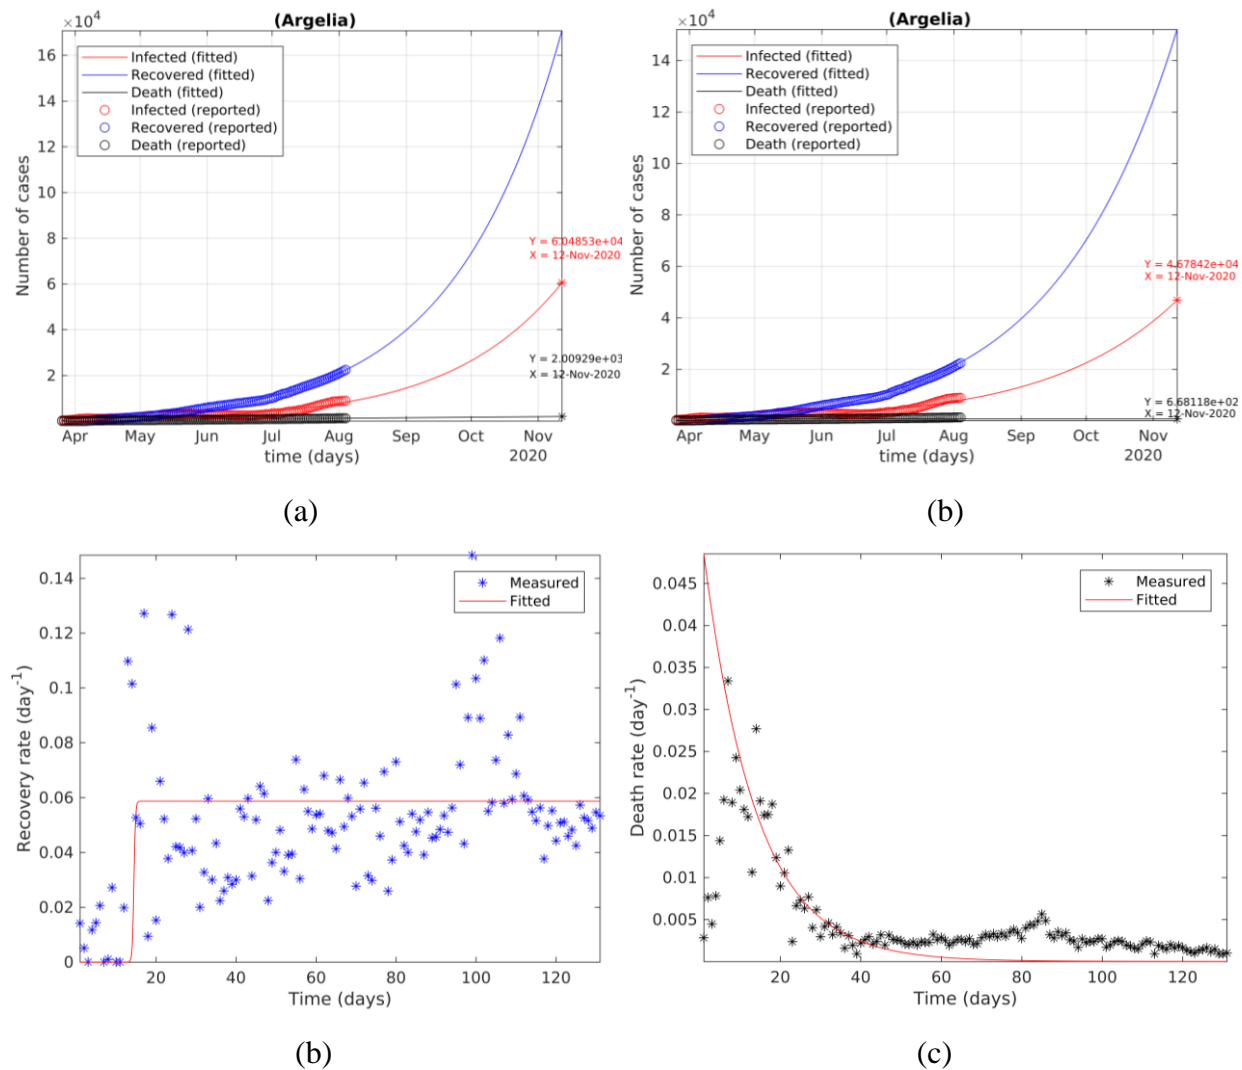 (Argelia)
×10⁴
Infected (fitted)
Recovered (fitted)
Death (fitted)
Infected (reported)
Recovered (reported)
Death (reported)
Number of cases
16
14
12
10
8
6
4
2
Y = 6.04853e+04
X = 12-Nov-2020
Y = 2.00929e+03
X = 12-Nov-2020
Apr May Jun Jul Aug Sep Oct Nov
time (days) 2020
(a)
(Argelia)
×10⁴
Infected (fitted)
Recovered (fitted)
Death (fitted)
Infected (reported)
Recovered (reported)
Death (reported)
Number of cases
14
12
10
8
6
4
2
Y = 4.67842e+04
X = 12-Nov-2020
Y = 6.68118e+02
X = 12-Nov-2020
Apr May Jun Jul Aug Sep Oct Nov
time (days) 2020
(b)
Measured
Fitted
Recovery rate (day⁻¹)
0.14
0.12
0.1
0.08
0.06
0.04
0.02
0
20 40 60 80 100 120
Time (days)
(b)
Measured
Fitted
Death rate (day⁻¹)
0.045
0.04
0.035
0.03
0.025
0.02
0.015
0.01
0.005
20 40 60 80 100 120
Time (days)
(c)